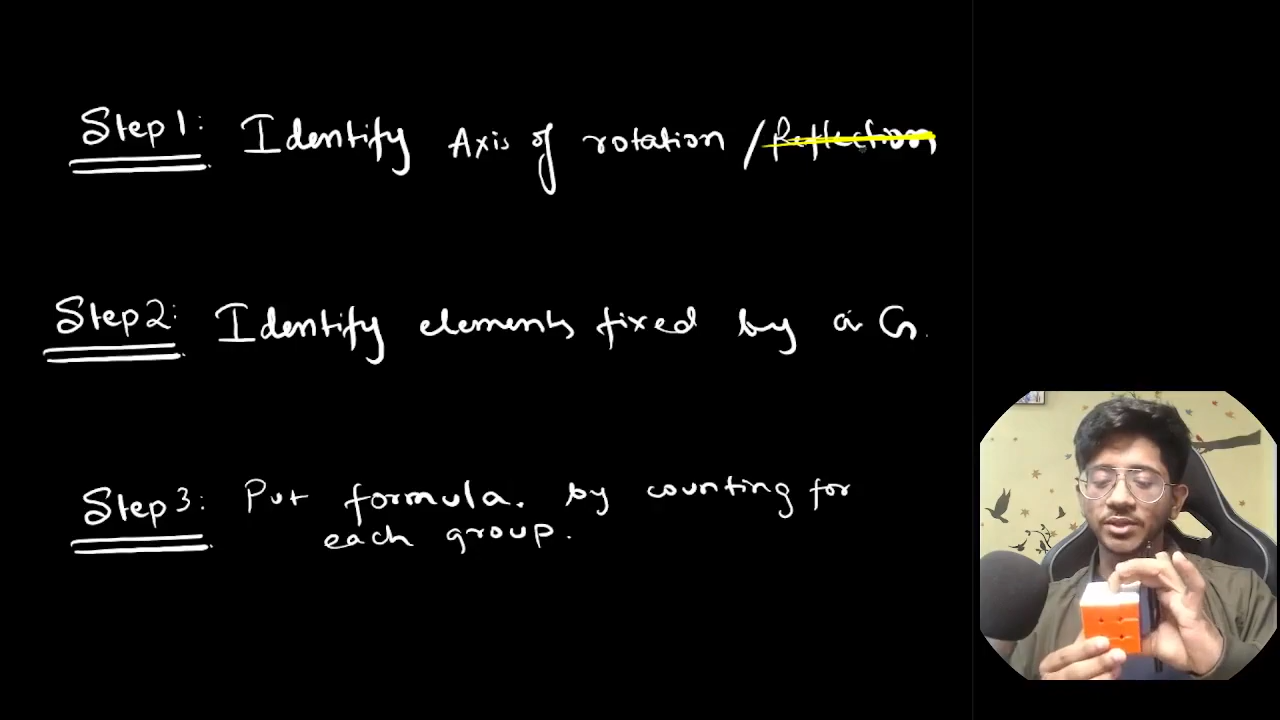 Step 1: Identify Axis of rotation / Reflection
Step 2: Identify elements fixed by a G.
Step 3: Put formula. by counting for
each group.